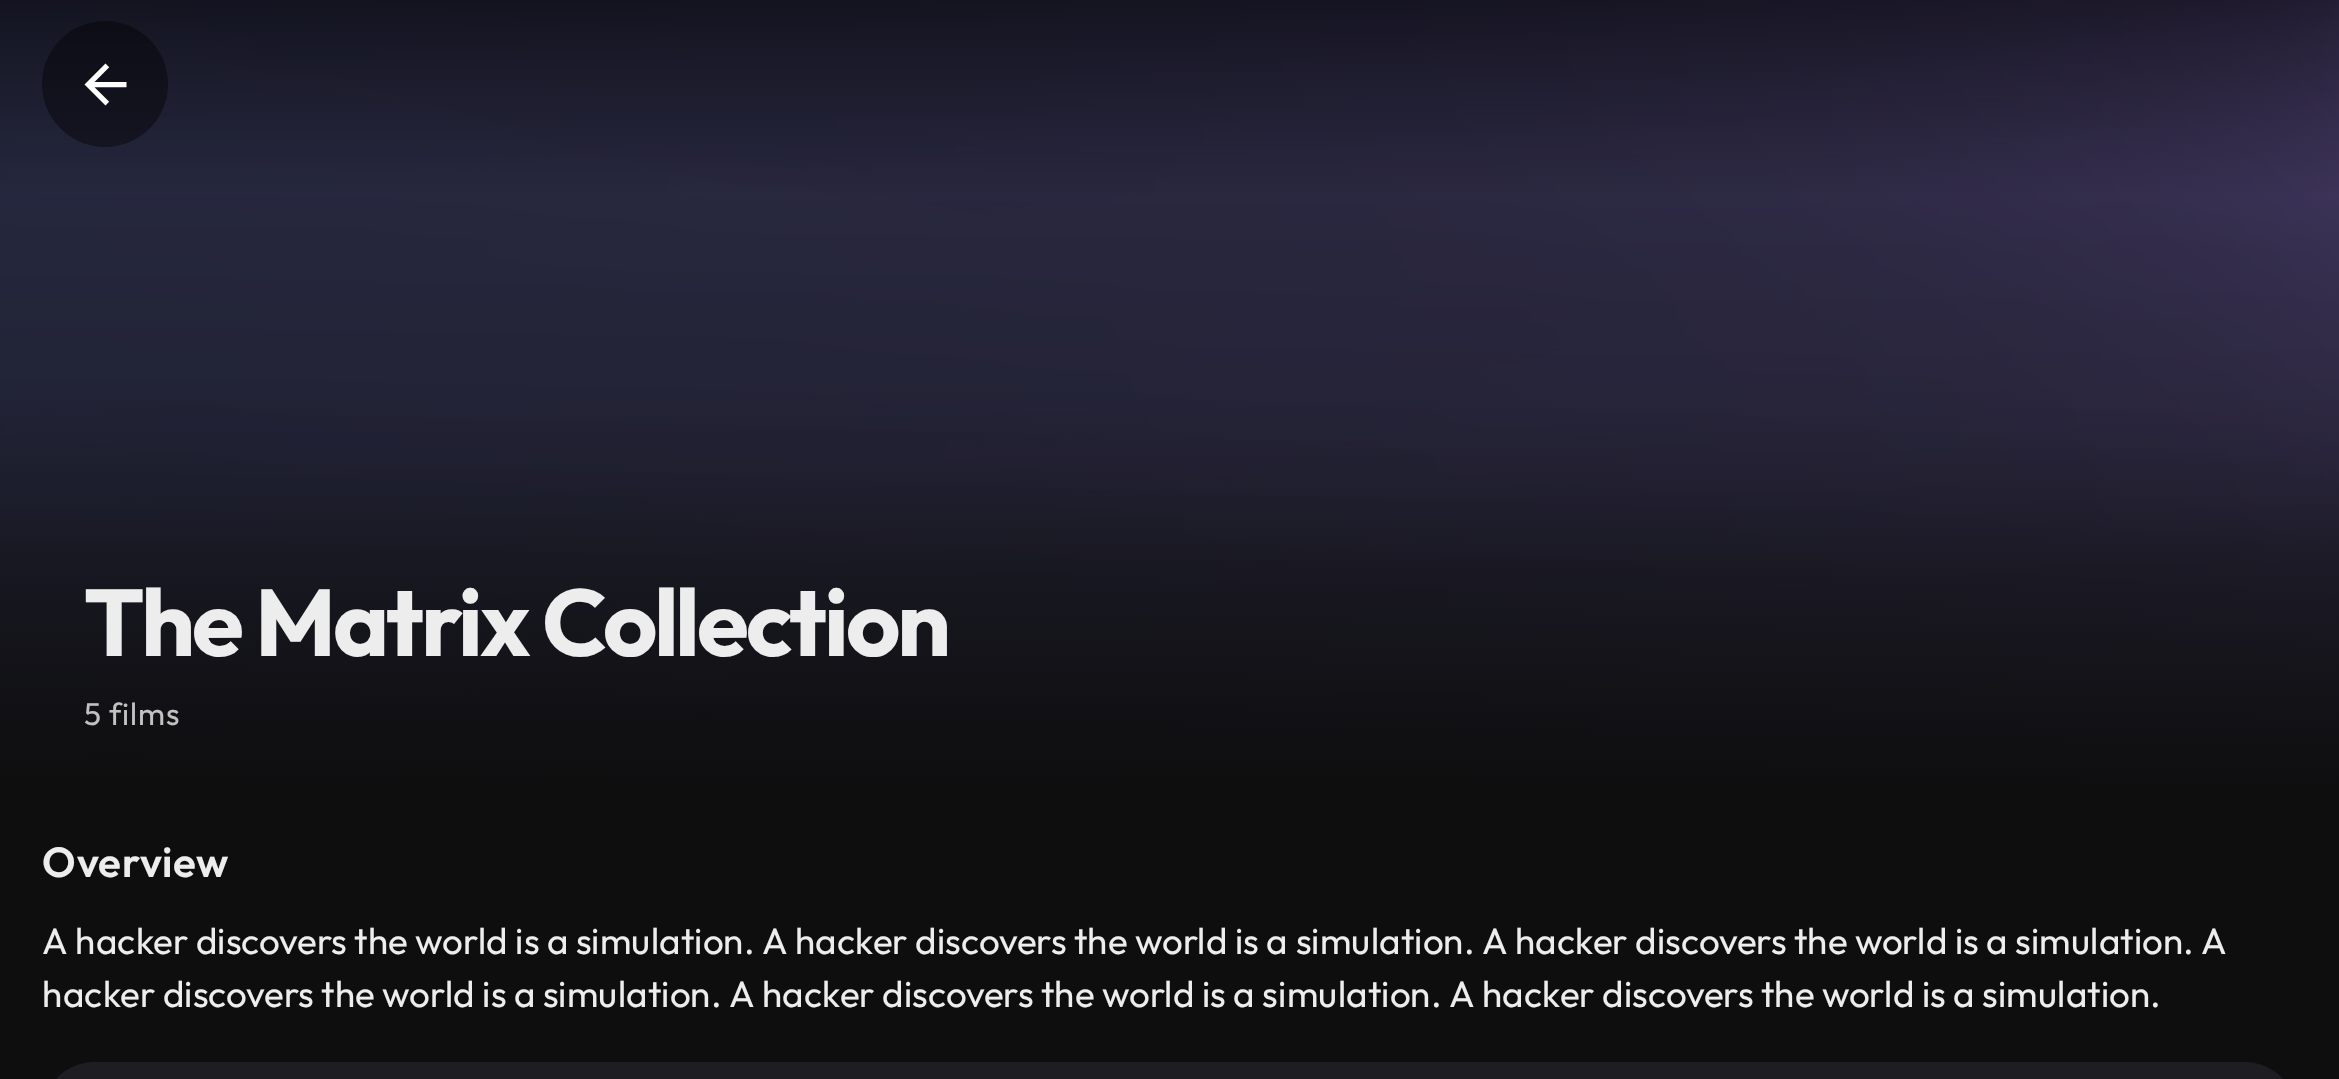 The Matrix Collection
5 films
Overview
A hacker discovers the world is a simulation. A hacker discovers the world is a simulation. A hacker discovers the world is a simulation. A
hacker discovers the world is a simulation. A hacker discovers the world is a simulation. A hacker discovers the world is a simulation.